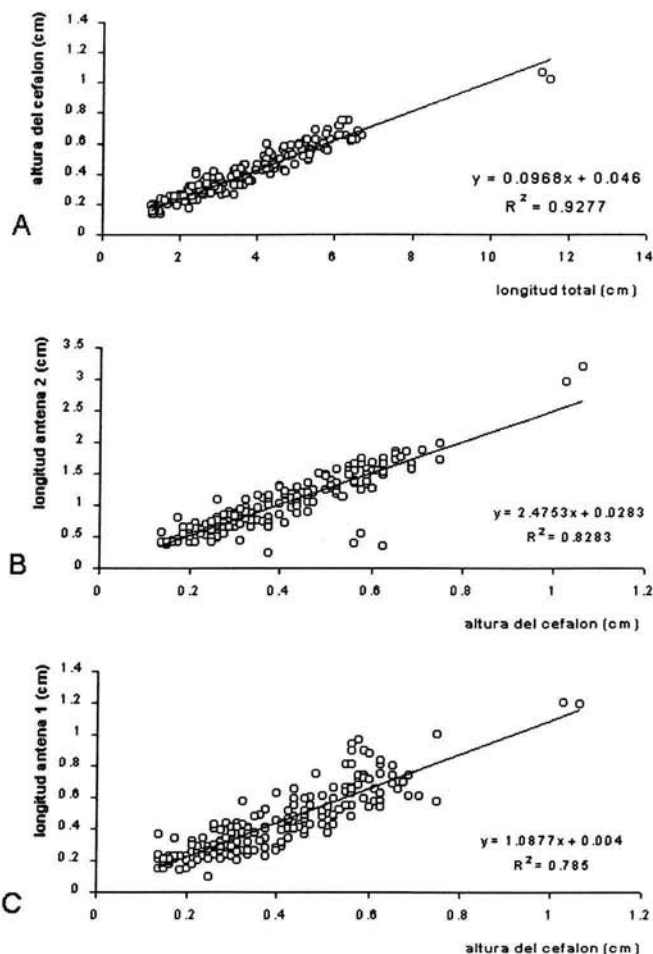 altura del cefalon (cm)
1.4
1.2
1
0.8
0.6
0.4
0.2
0
0 2 4 6 8 10 12 14
y = 0.0968x + 0.046
R² = 0.9277
longitud total (cm)
A
longitud antena 2 (cm)
3.5
3
2.5
2
1.5
1
0.5
0
0 0.2 0.4 0.6 0.8 1 1.2
y = 2.4753x + 0.0283
R² = 0.8283
altura del cefalon (cm)
B
longitud antena 1 (cm)
1.4
1.2
1
0.8
0.6
0.4
0.2
0
0 0.2 0.4 0.6 0.8 1 1.2
y = 1.0877x + 0.004
R² = 0.785
altura del cefalon (cm)
C